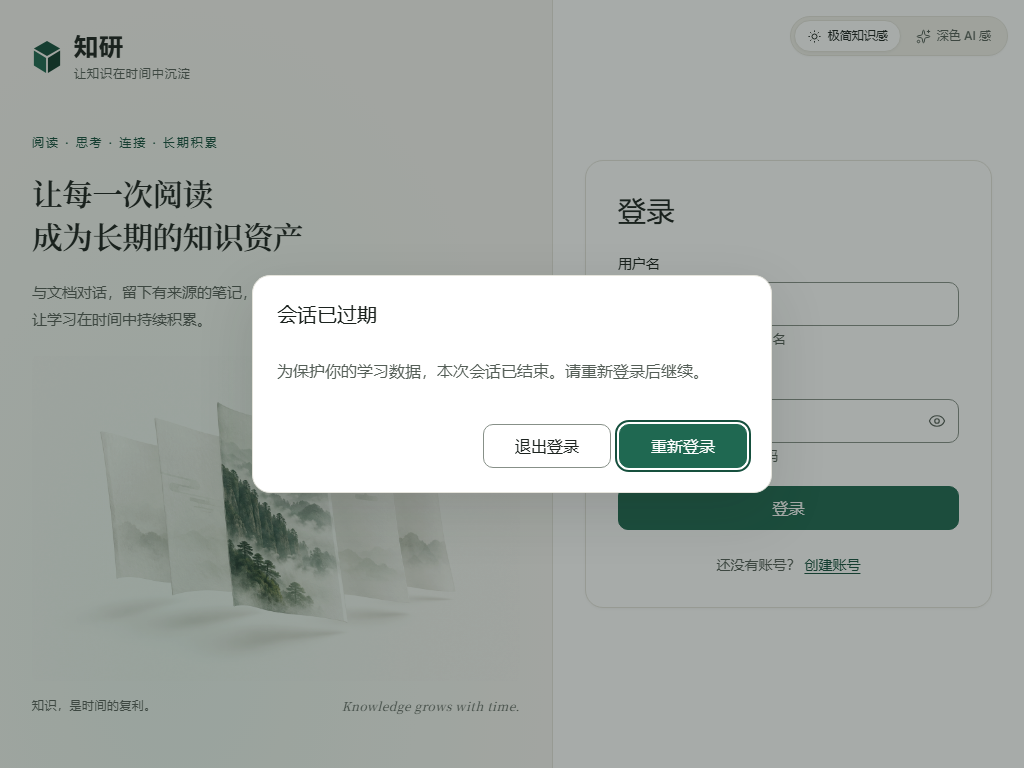 知研
让知识在时间中沉淀
极简知识感
深色 AI 感
阅读 · 思考 · 连接 · 长期积累
让每一次阅读
成为长期的知识资产
与文档对话，留下有来源的笔记，
让学习在时间中持续积累。
登录
用户名
名
会话已过期
为保护你的学习数据，本次会话已结束。请重新登录后继续。
退出登录
重新登录
登录
还没有账号？ 创建账号
知识，是时间的复利。
Knowledge grows with time.